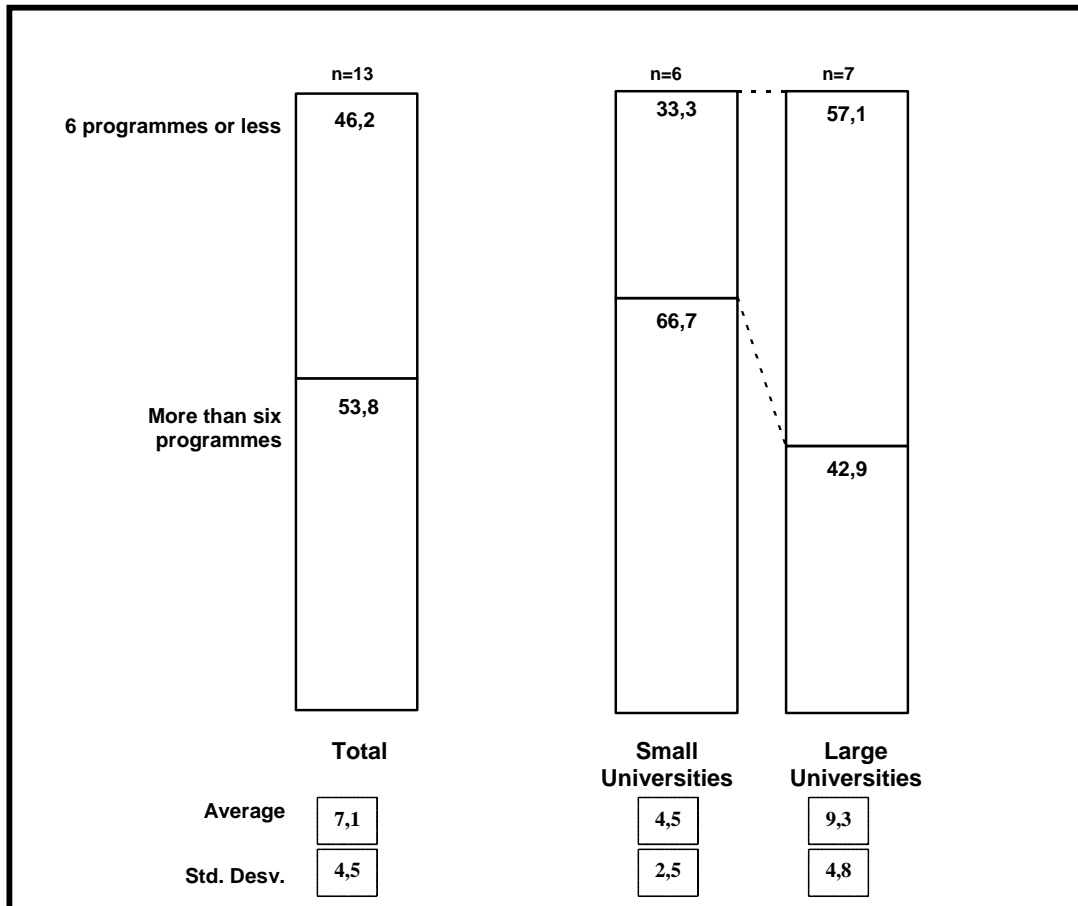 n=13
n=6
n=7
6 programmes or less
46,2
33,3
57,1
66,7
More than six
programmes
53,8
42,9
Total
Small
Universities
Large
Universities
Average
7,1
4,5
9,3
Std. Desv.
4,5
2,5
4,8